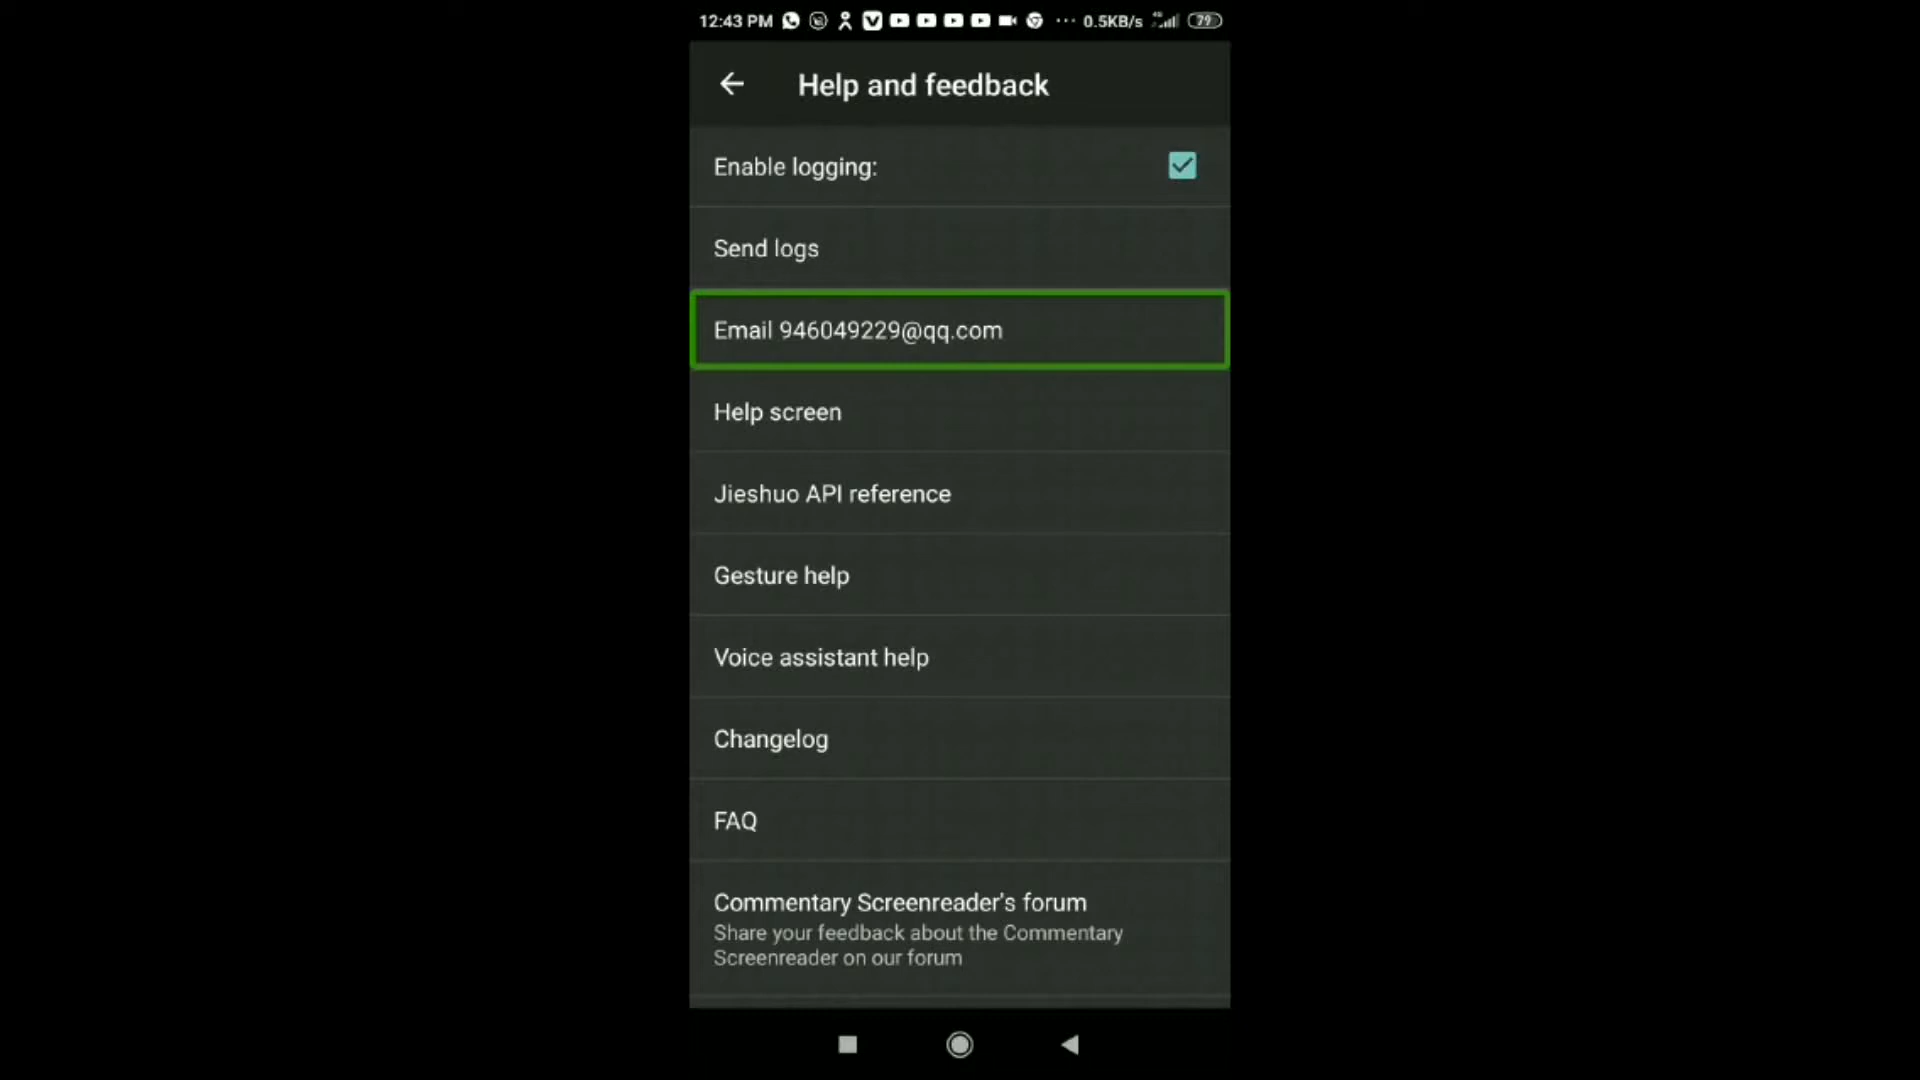 12:43 PM 0.5KB/s 4G 79
Help and feedback
Enable logging:
Send logs
Email 946049229@qq.com
Help screen
Jieshuo API reference
Gesture help
Voice assistant help
Changelog
FAQ
Commentary Screenreader's forum
Share your feedback about the Commentary
Screenreader on our forum